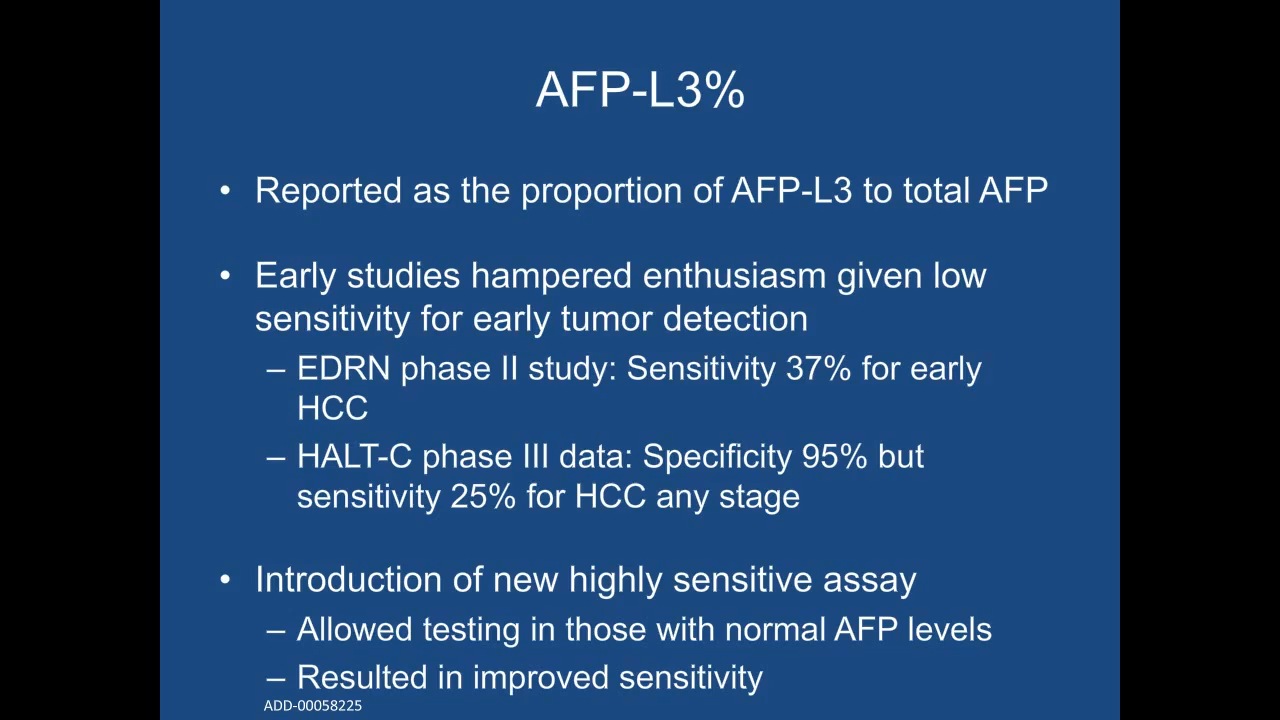 AFP-L3%
• Reported as the proportion of AFP-L3 to total AFP
• Early studies hampered enthusiasm given low
sensitivity for early tumor detection
– EDRN phase II study: Sensitivity 37% for early
HCC
– HALT-C phase III data: Specificity 95% but
sensitivity 25% for HCC any stage
• Introduction of new highly sensitive assay
– Allowed testing in those with normal AFP levels
– Resulted in improved sensitivity
ADD-00058225